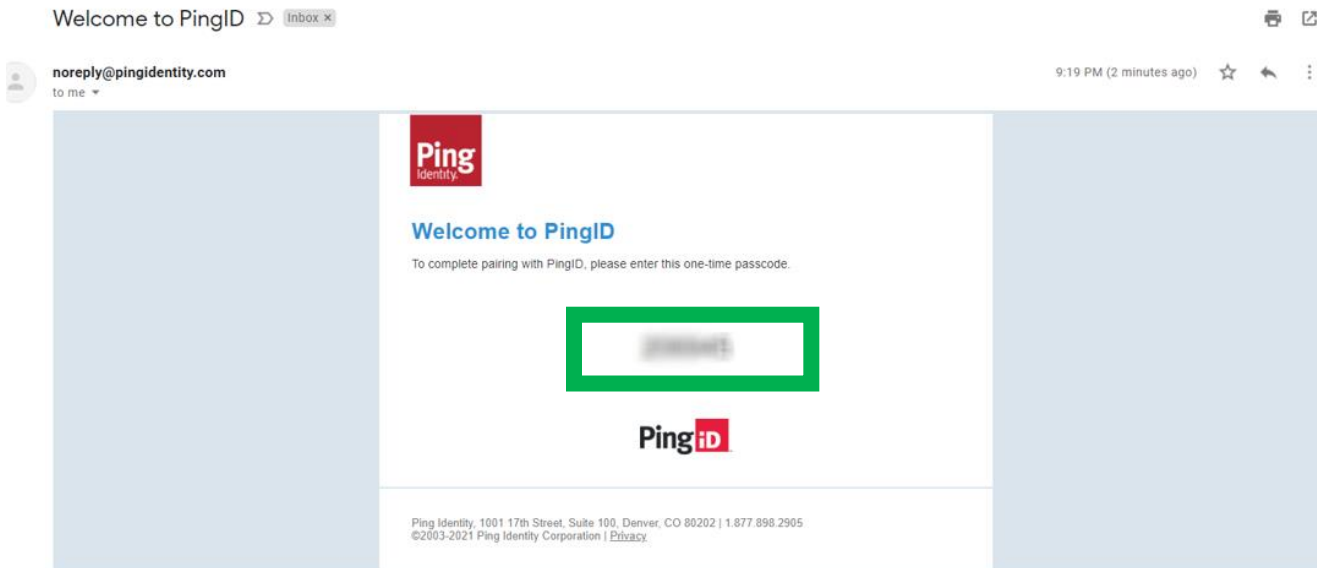 Welcome to PingID Inbox ×
noreply@pingidentity.com 9:19 PM (2 minutes ago)
to me
Ping
Identity.
Welcome to PingID
To complete pairing with PingID, please enter this one-time passcode.
Ping iD
Ping Identity, 1001 17th Street, Suite 100, Denver, CO 80202 | 1.877.898.2905
©2003-2021 Ping Identity Corporation | Privacy